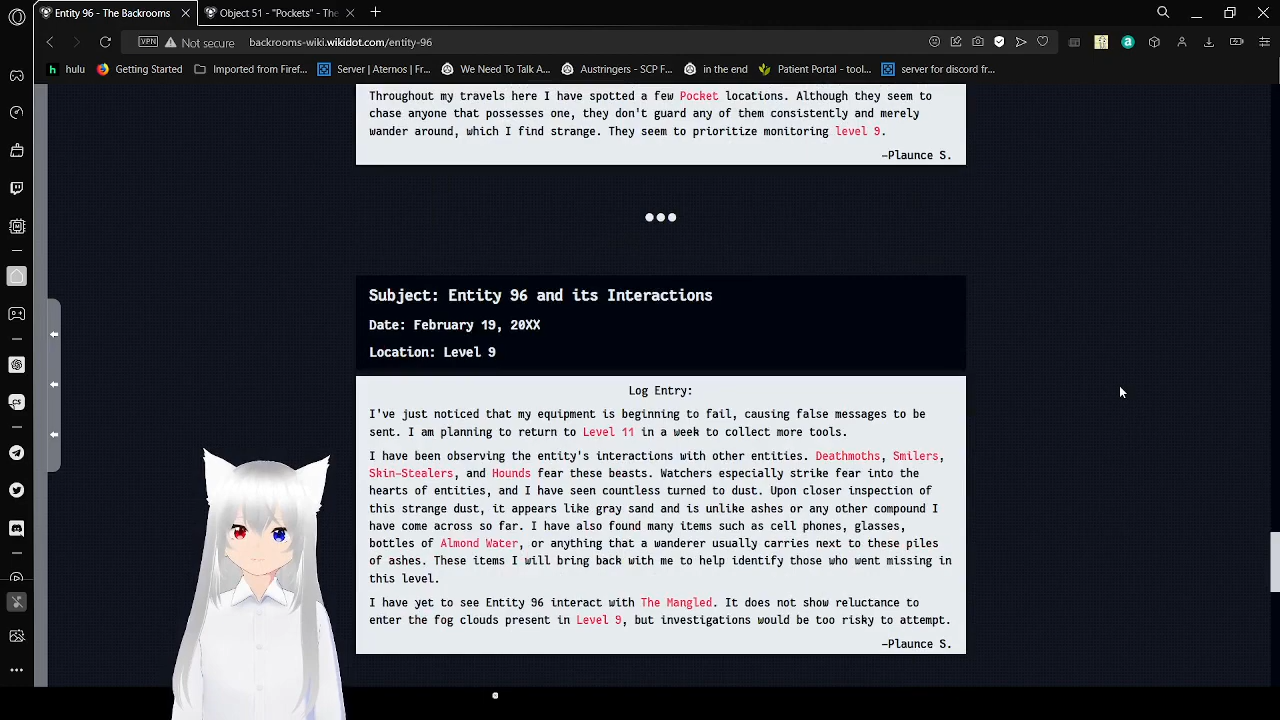 Entity 96 - The Backrooms
Object 51 - "Pockets" - The
VPN Not secure backrooms-wiki.wikidot.com/entity-96
hulu Getting Started Imported from Firef... Server | Aternos | Fr... We Need To Talk A... Austringers - SCP F... in the end Patient Portal - tool... server for discord fr...
Throughout my travels here I have spotted a few Pocket locations. Although they seem to
chase anyone that possesses one, they don't guard any of them consistently and merely
wander around, which I find strange. They seem to prioritize monitoring level 9.
-Plaunce S.
Subject: Entity 96 and its Interactions
Date: February 19, 20XX
Location: Level 9
Log Entry:
I've just noticed that my equipment is beginning to fail, causing false messages to be
sent. I am planning to return to Level 11 in a week to collect more tools.
I have been observing the entity's interactions with other entities. Deathmoths, Smilers,
Skin-Stealers, and Hounds fear these beasts. Watchers especially strike fear into the
hearts of entities, and I have seen countless turned to dust. Upon closer inspection of
this strange dust, it appears like gray sand and is unlike ashes or any other compound I
have come across so far. I have also found many items such as cell phones, glasses,
bottles of Almond Water, or anything that a wanderer usually carries next to these piles
of ashes. These items I will bring back with me to help identify those who went missing in
this level.
I have yet to see Entity 96 interact with The Mangled. It does not show reluctance to
enter the fog clouds present in Level 9, but investigations would be too risky to attempt.
-Plaunce S.